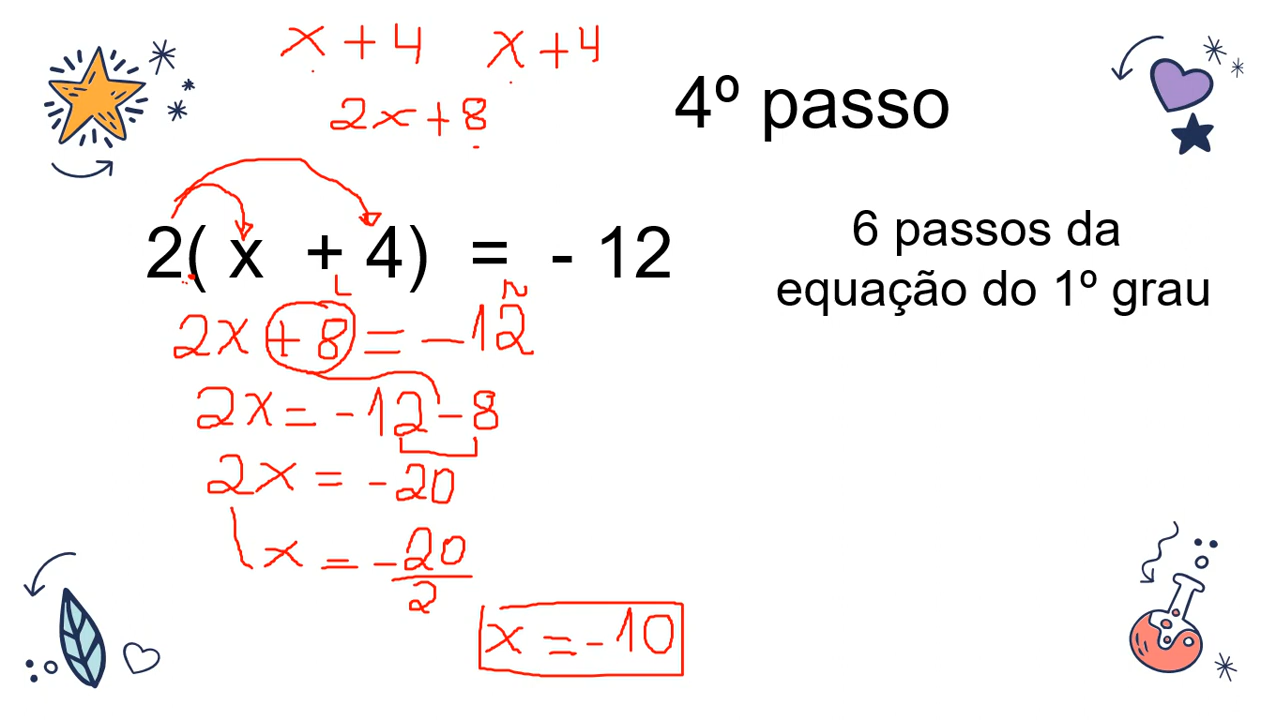 x + 4 x + 4
2x + 8
4º passo
2( x + 4) = - 12
6 passos da
equação do 1º grau
L ñ
2x + 8 = - 12
2x = - 12 - 8
2x = - 20
x = - 20/2
x = - 10